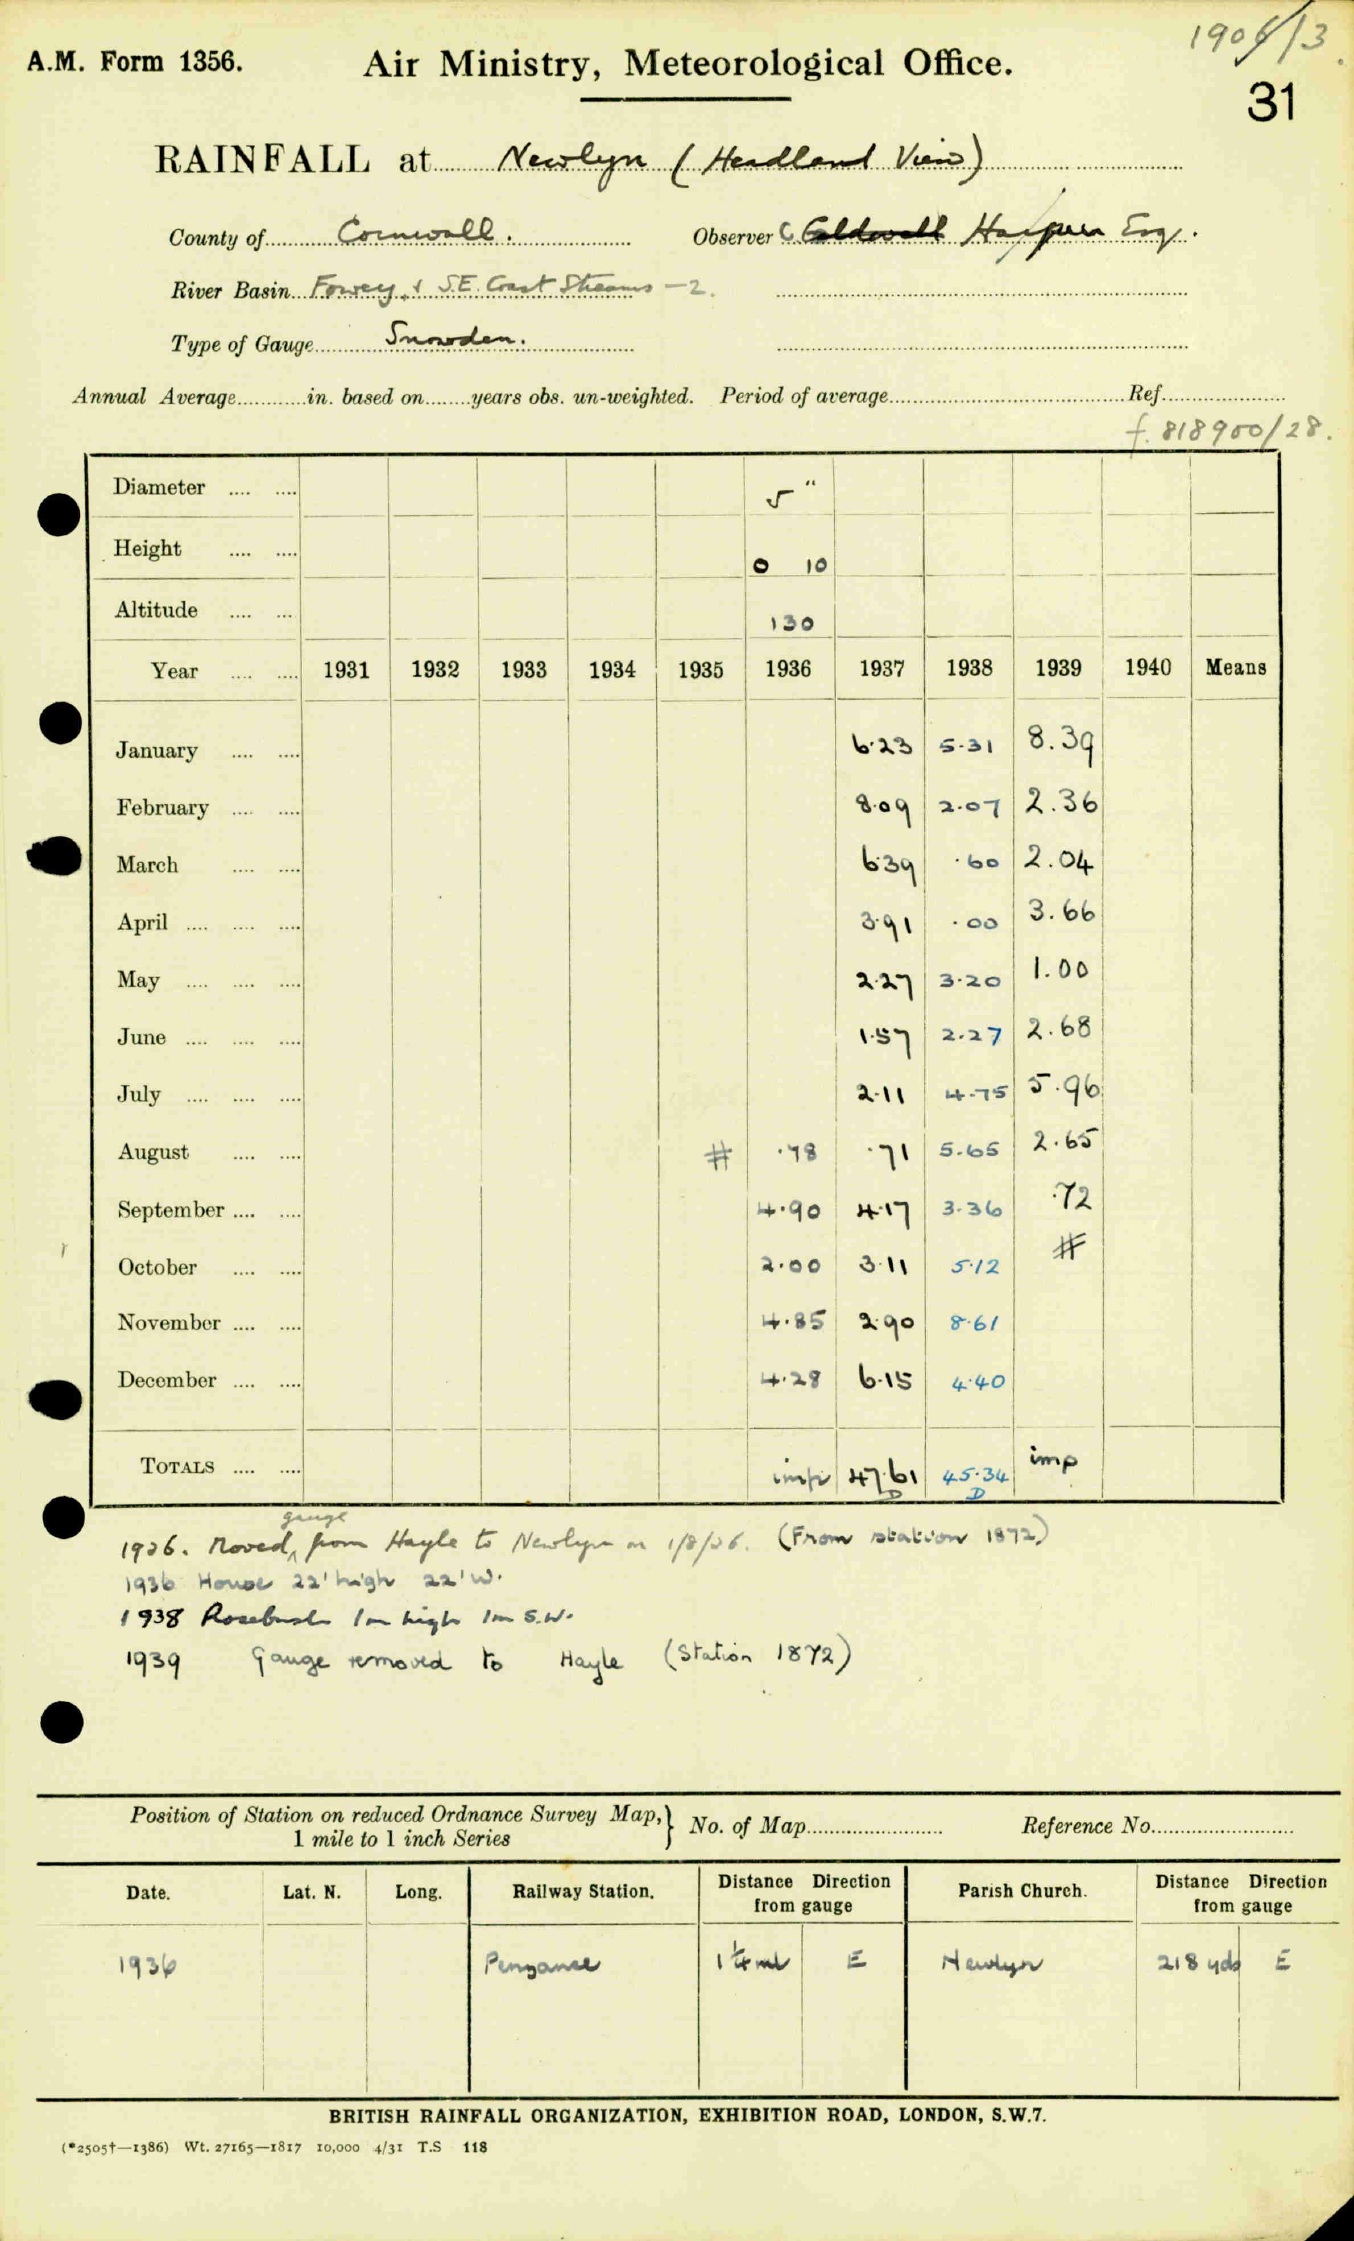 1906/13.
A.M. Form 1356. Air Ministry, Meteorological Office.
31
RAINFALL at Newlyn (Headland View)
County of Cornwall. Observer C Harper Esq.
River Basin Fowey & S.E. Coast Streams – 2.
Type of Gauge Snowden.
Annual Average in. based on years obs. un-weighted. Period of average Ref.
f. 818900/28.
Diameter 5"
Height 0 10
Altitude 130
Year 1931 1932 1933 1934 1935 1936 1937 1938 1939 1940 Means
January 6.23 5.31 8.39
February 8.09 2.07 2.36
March 6.39 .60 2.04
April 3.91 .00 3.66
May 2.27 3.20 1.00
June 1.57 2.27 2.68
July 2.11 4.75 5.96
August # .78 .71 5.65 2.65
September 4.90 4.17 3.36 .72
October 2.00 3.11 5.12 #
November 4.85 2.90 8.61
December 4.28 6.15 4.40
TOTALS imp 47.61 45.34 imp
D D
gauge
1936. Moved ^ from Hayle to Newlyn on 1/8/36. (From station 1872)
1936 House 22' high 22' W.
1938 Rosebush 1m high 1m S.W.
1939 Gauge removed to Hayle (Station 1872)
Position of Station on reduced Ordnance Survey Map, } No. of Map Reference No.
1 mile to 1 inch Series
Date. Lat. N. Long. Railway Station. Distance Direction from gauge Parish Church. Distance Direction from gauge
1936 Penzance 1¼ ml E Newlyn 218 yds E
BRITISH RAINFALL ORGANIZATION, EXHIBITION ROAD, LONDON, S.W.7.
(*2505†—1386) Wt. 27165—1817 10,000 4/31 T.S 118